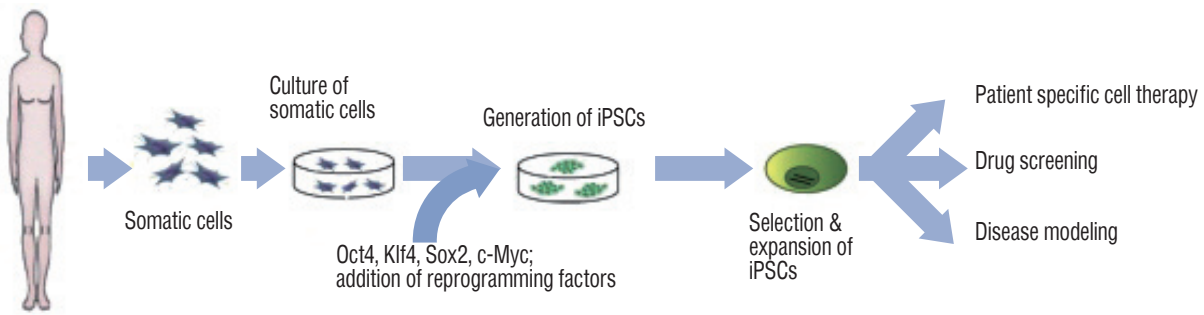 Somatic cells
Culture of
somatic cells
Oct4, Klf4, Sox2, c-Myc;
addition of reprogramming factors
Generation of iPSCs
Selection &
expansion of
iPSCs
Patient specific cell therapy
Drug screening
Disease modeling